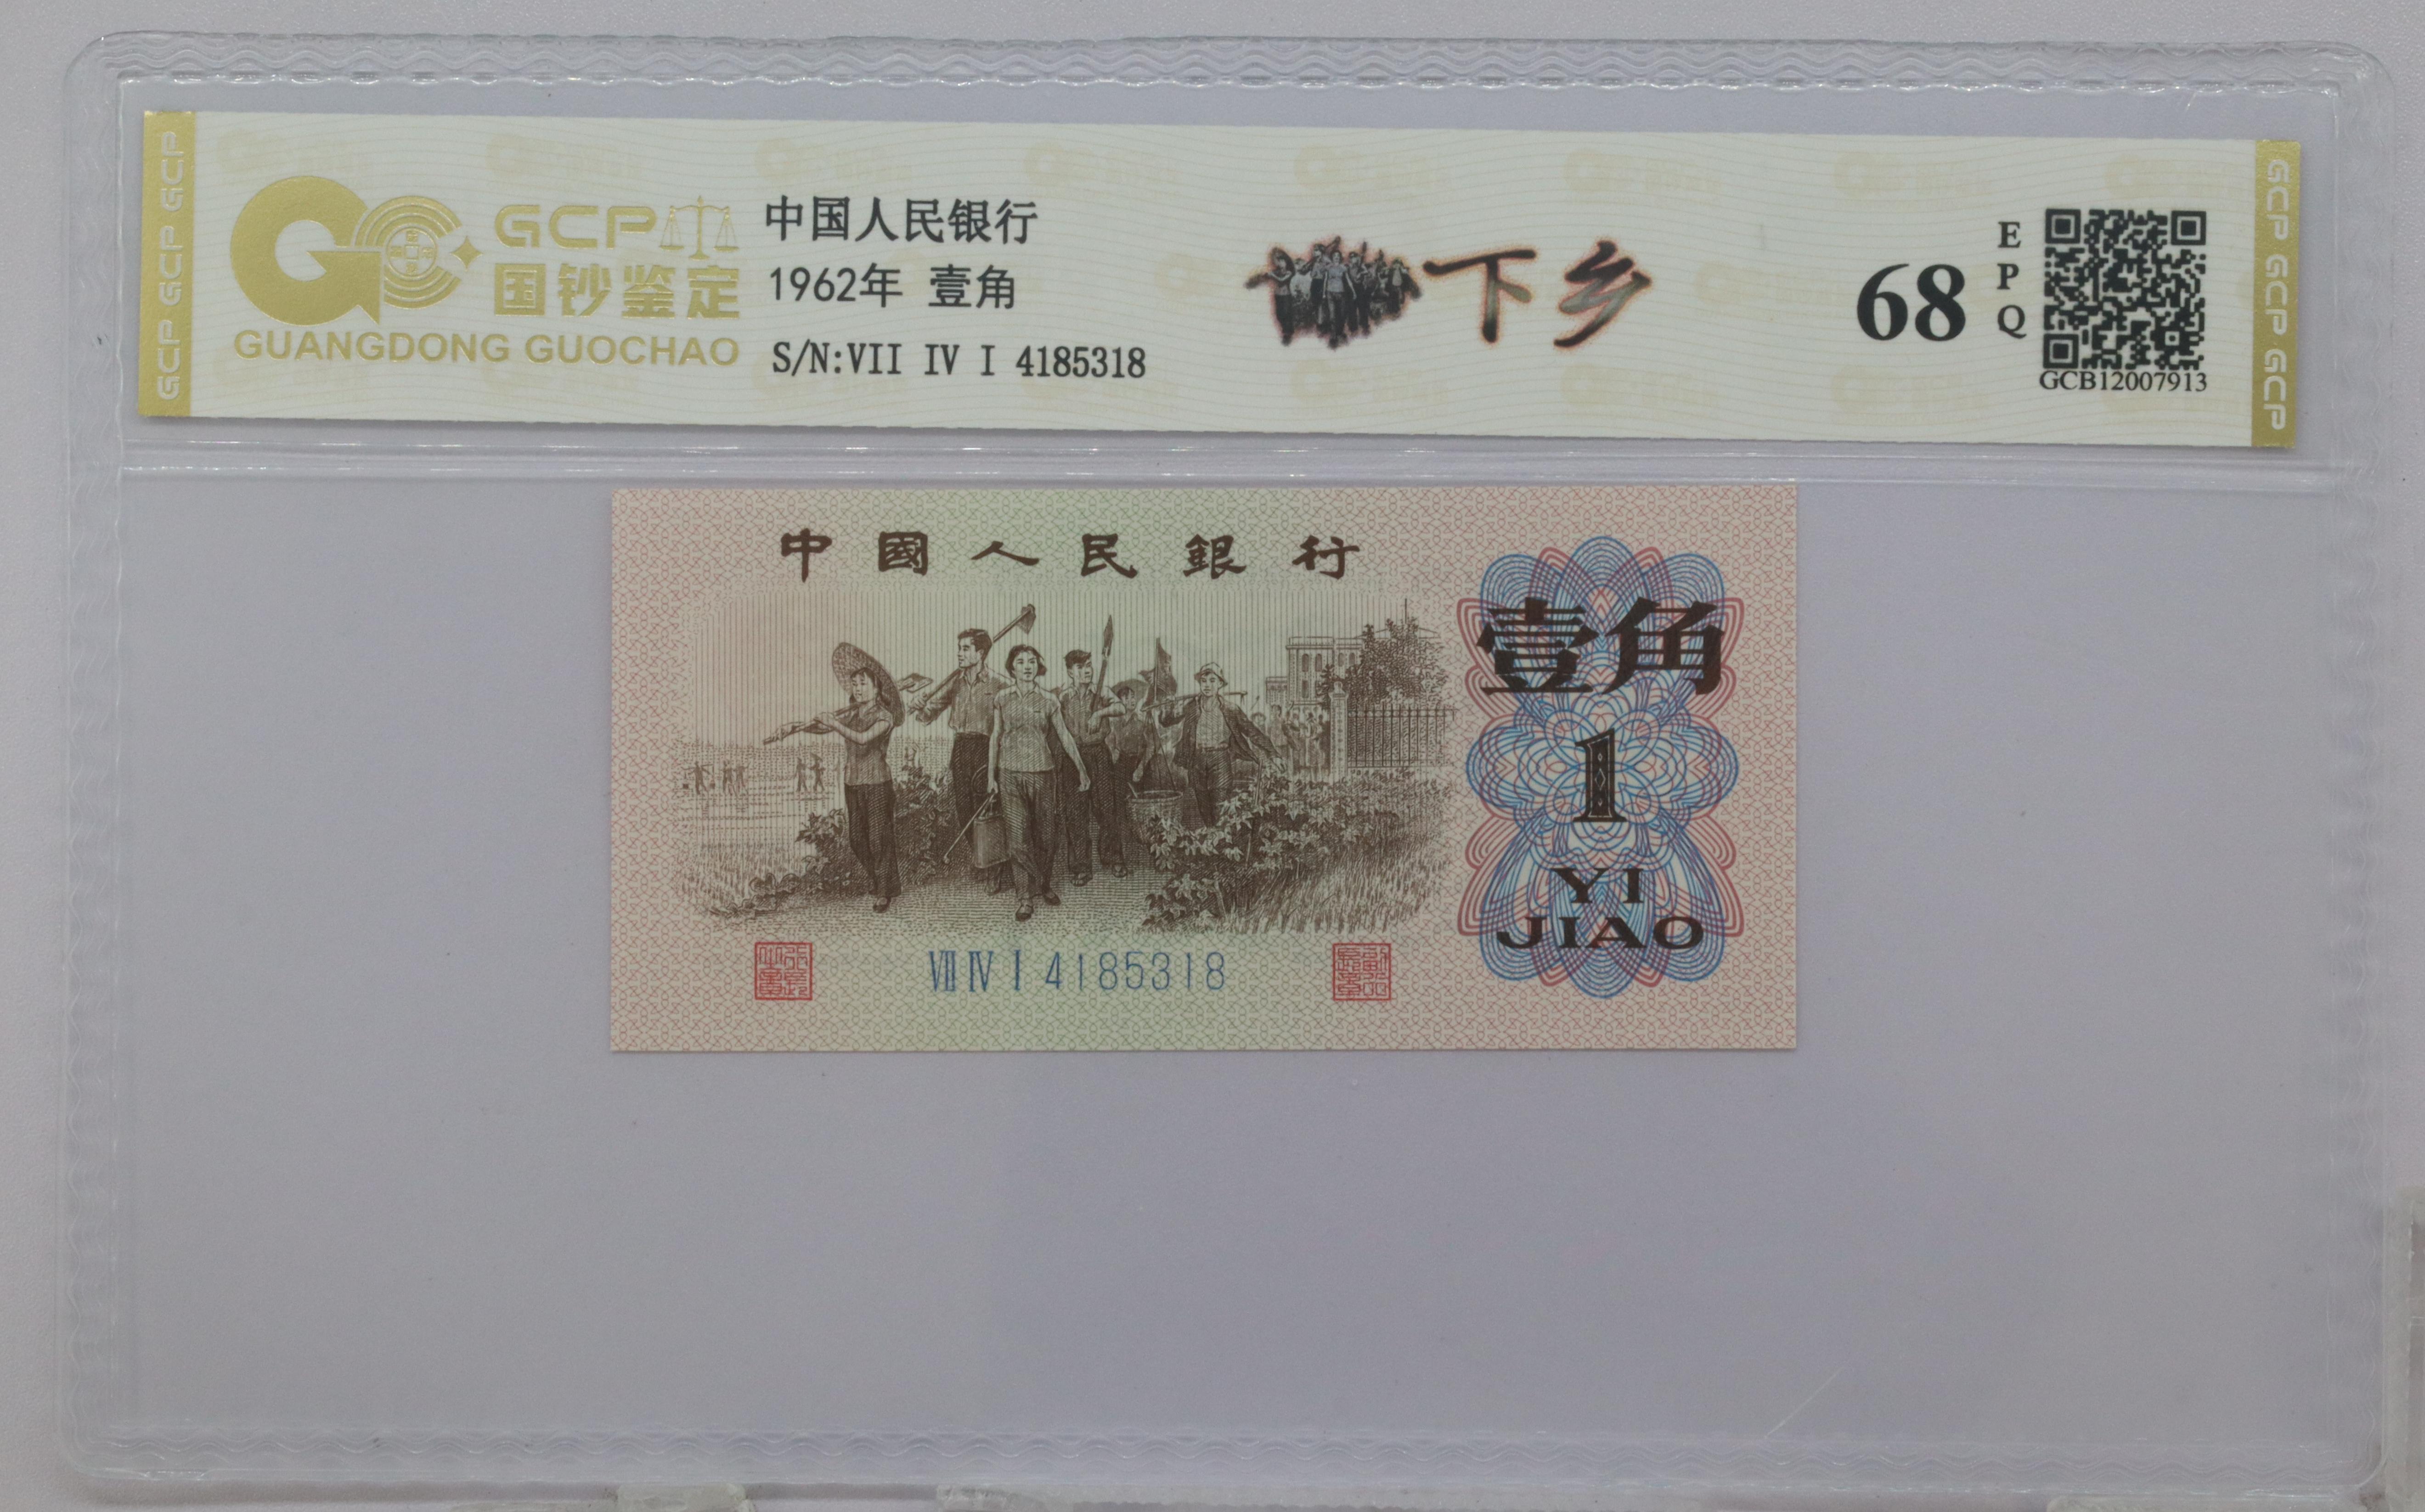 GCP GCP GCP
GCP
国钞鉴定
GUANGDONG GUOCHAO
中国人民银行
1962年 壹角
S/N:VII IV I 4185318
下乡
68
EPQ
GCB12007913
GCP GCP GCP
中國人民銀行
壹角
1
YI
JIAO
VII IV I 4185318